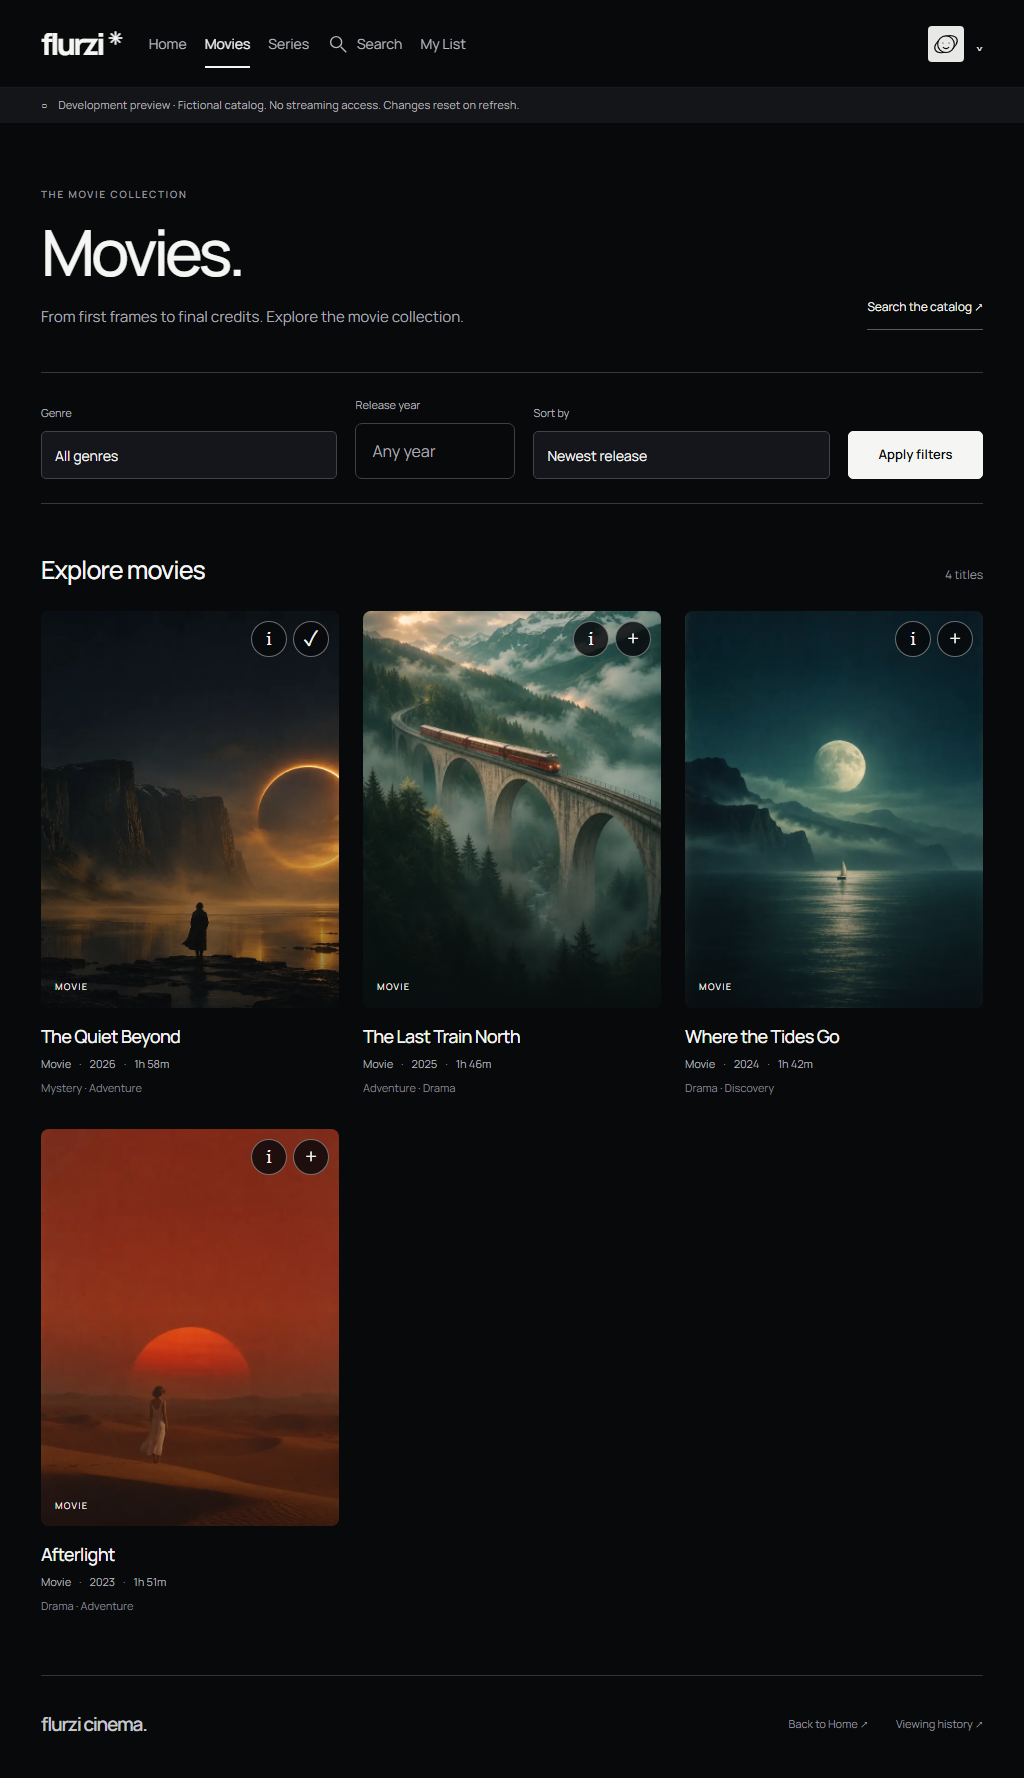 flurzi*
Home Movies Series Search My List
Development preview · Fictional catalog. No streaming access. Changes reset on refresh.
THE MOVIE COLLECTION
Movies.
From first frames to final credits. Explore the movie collection.
Search the catalog ↗
Genre
All genres
Release year
Any year
Sort by
Newest release
Apply filters
Explore movies
4 titles
i ✓
MOVIE
The Quiet Beyond
Movie · 2026 · 1h 58m
Mystery · Adventure
i +
MOVIE
The Last Train North
Movie · 2025 · 1h 46m
Adventure · Drama
i +
MOVIE
Where the Tides Go
Movie · 2024 · 1h 42m
Drama · Discovery
i +
MOVIE
Afterlight
Movie · 2023 · 1h 51m
Drama · Adventure
flurzi cinema.
Back to Home ↗
Viewing history ↗